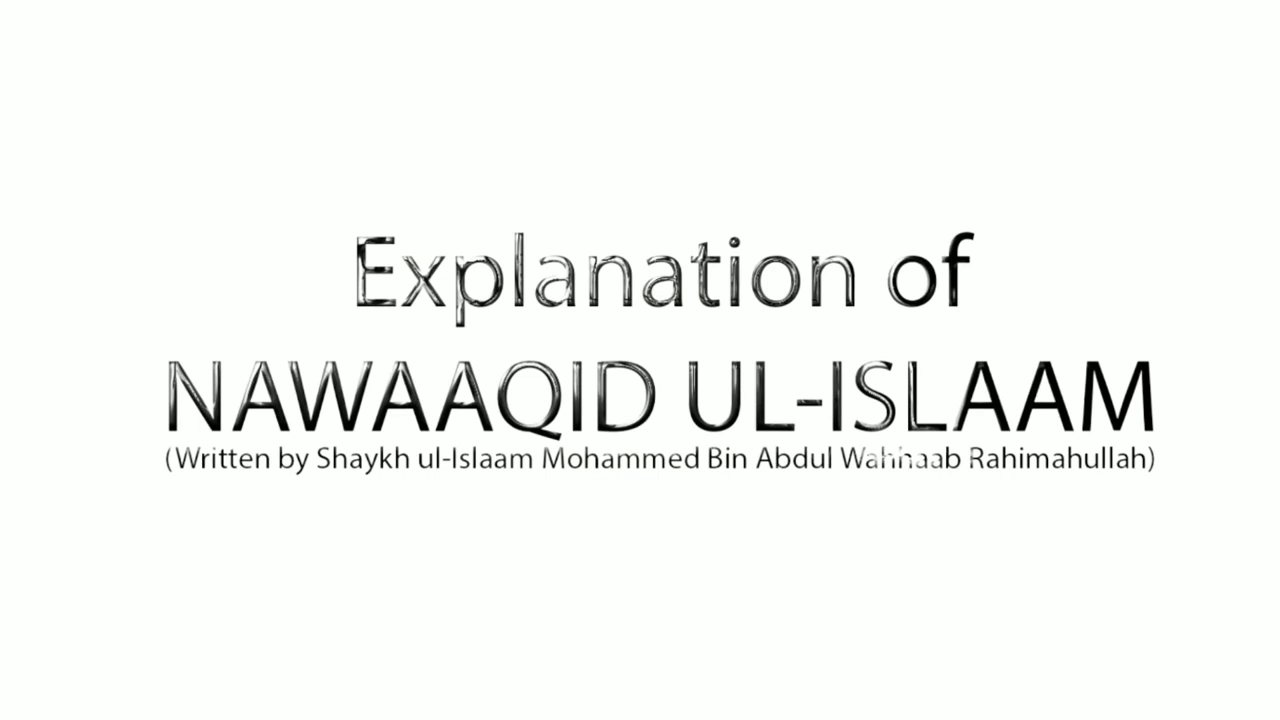 Explanation of
NAWAAQID UL-ISLAAM
(Written by Shaykh ul-Islaam Mohammed Bin Abdul Wahhaab Rahimahullah)